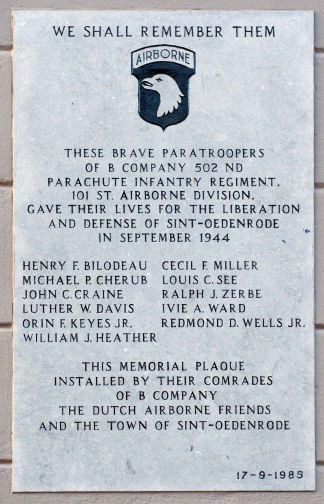 WE SHALL REMEMBER THEM
AIRBORNE
THESE BRAVE PARATROOPERS
OF B COMPANY 502 ND
PARACHUTE INFANTRY REGIMENT,
101 ST. AIRBORNE DIVISION,
GAVE THEIR LIVES FOR THE LIBERATION
AND DEFENSE OF SINT-OEDENRODE
IN SEPTEMBER 1944
HENRY F. BILODEAU CECIL F. MILLER
MICHAEL P. CHERUB LOUIS C. SEE
JOHN C. CRAINE RALPH J. ZERBE
LUTHER W. DAVIS IVIE A. WARD
ORIN F. KEYES JR. REDMOND D. WELLS JR.
WILLIAM J. HEATHER
THIS MEMORIAL PLAQUE
INSTALLED BY THEIR COMRADES
OF B COMPANY
THE DUTCH AIRBORNE FRIENDS
AND THE TOWN OF SINT-OEDENRODE
17-9-1985